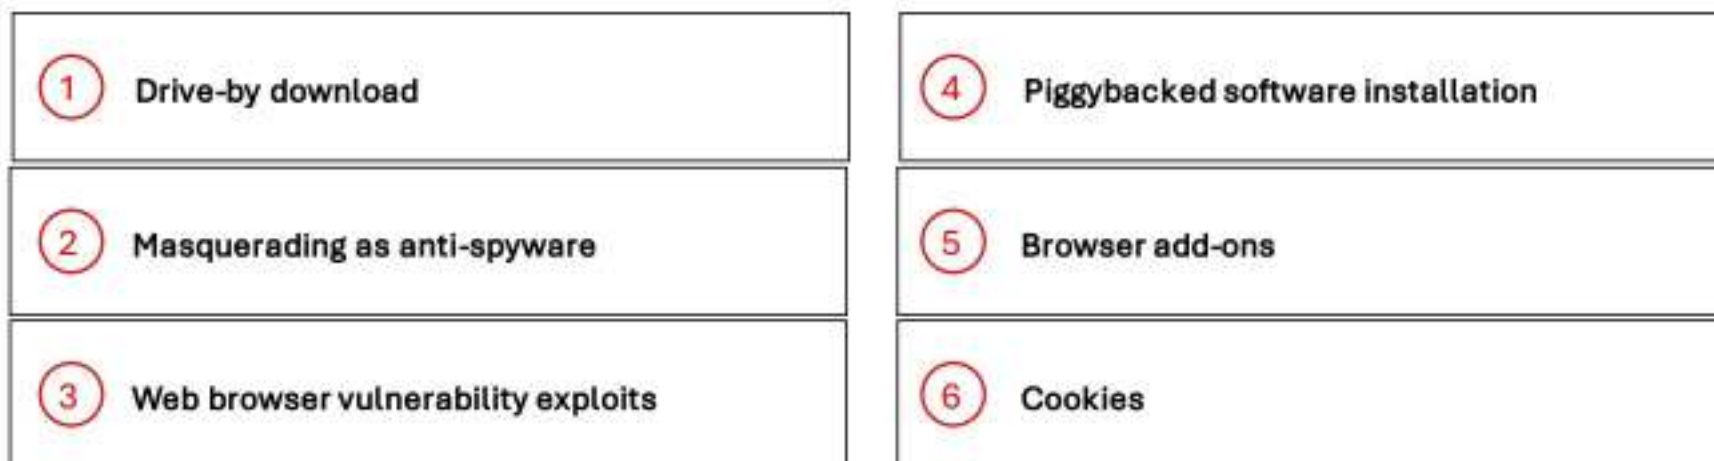 1 Drive-by download
2 Masquerading as anti-spyware
3 Web browser vulnerability exploits
4 Piggybacked software installation
5 Browser add-ons
6 Cookies